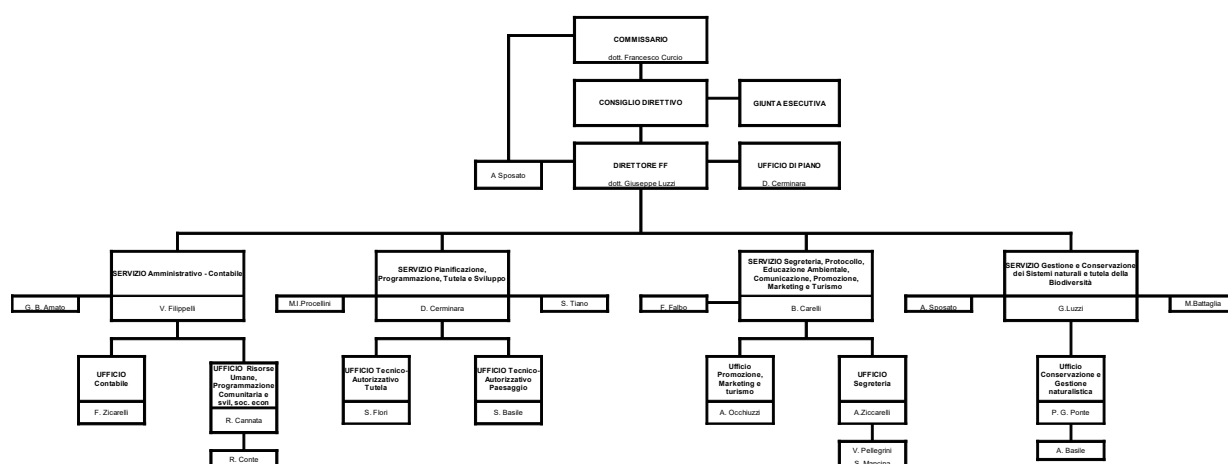 COMMISSARIO
dott. Francesco Curcio
CONSIGLIO DIRETTIVO
GIUNTA ESECUTIVA
A Sposato
DIRETTORE FF
dott. Giuseppe Luzzi
UFFICIO DI PIANO
D. Cerminara
SERVIZIO Amministrativo - Contabile
G. B. Amato
V. Filippelli
UFFICIO
Contabile
F. Zicarelli
UFFICIO Risorse
Umane,
Programmazione
Comunitaria e
svil, soc. econ
R. Cannata
R. Conte
SERVIZIO Pianificazione,
Programmazione, Tutela e Sviluppo
M.I.Procellini
D. Cerminara
S. Tiano
UFFICIO Tecnico-
Autorizzativo
Tutela
S. Flori
UFFICIO Tecnico-
Autorizzativo
Paesaggio
S. Basile
SERVIZIO Segreteria, Protocollo,
Educazione Ambientale,
Comunicazione, Promozione,
Marketing e Turismo
F. Falbo
B. Carelli
Ufficio
Promozione,
Marketing e
turismo
A. Occhiuzzi
UFFICIO
Segreteria
A.Ziccarelli
V. Pellegrini
S. Mancina
SERVIZIO Gestione e Conservazione
dei Sistemi naturali e tutela della
Biodiversità
A. Sposato
G.Luzzi
M.Battaglia
Ufficio
Conservazione e
Gestione
naturalistica
P. G. Ponte
A. Basile